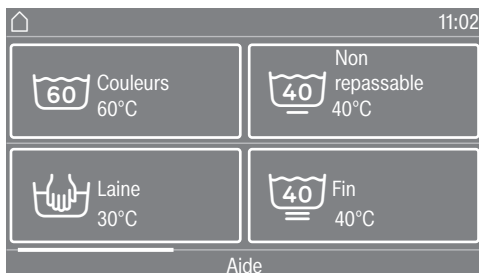 11:02
60
Couleurs
60°C
40
Non
repassable
40°C
Laine
30°C
40
Fin
40°C
Aide